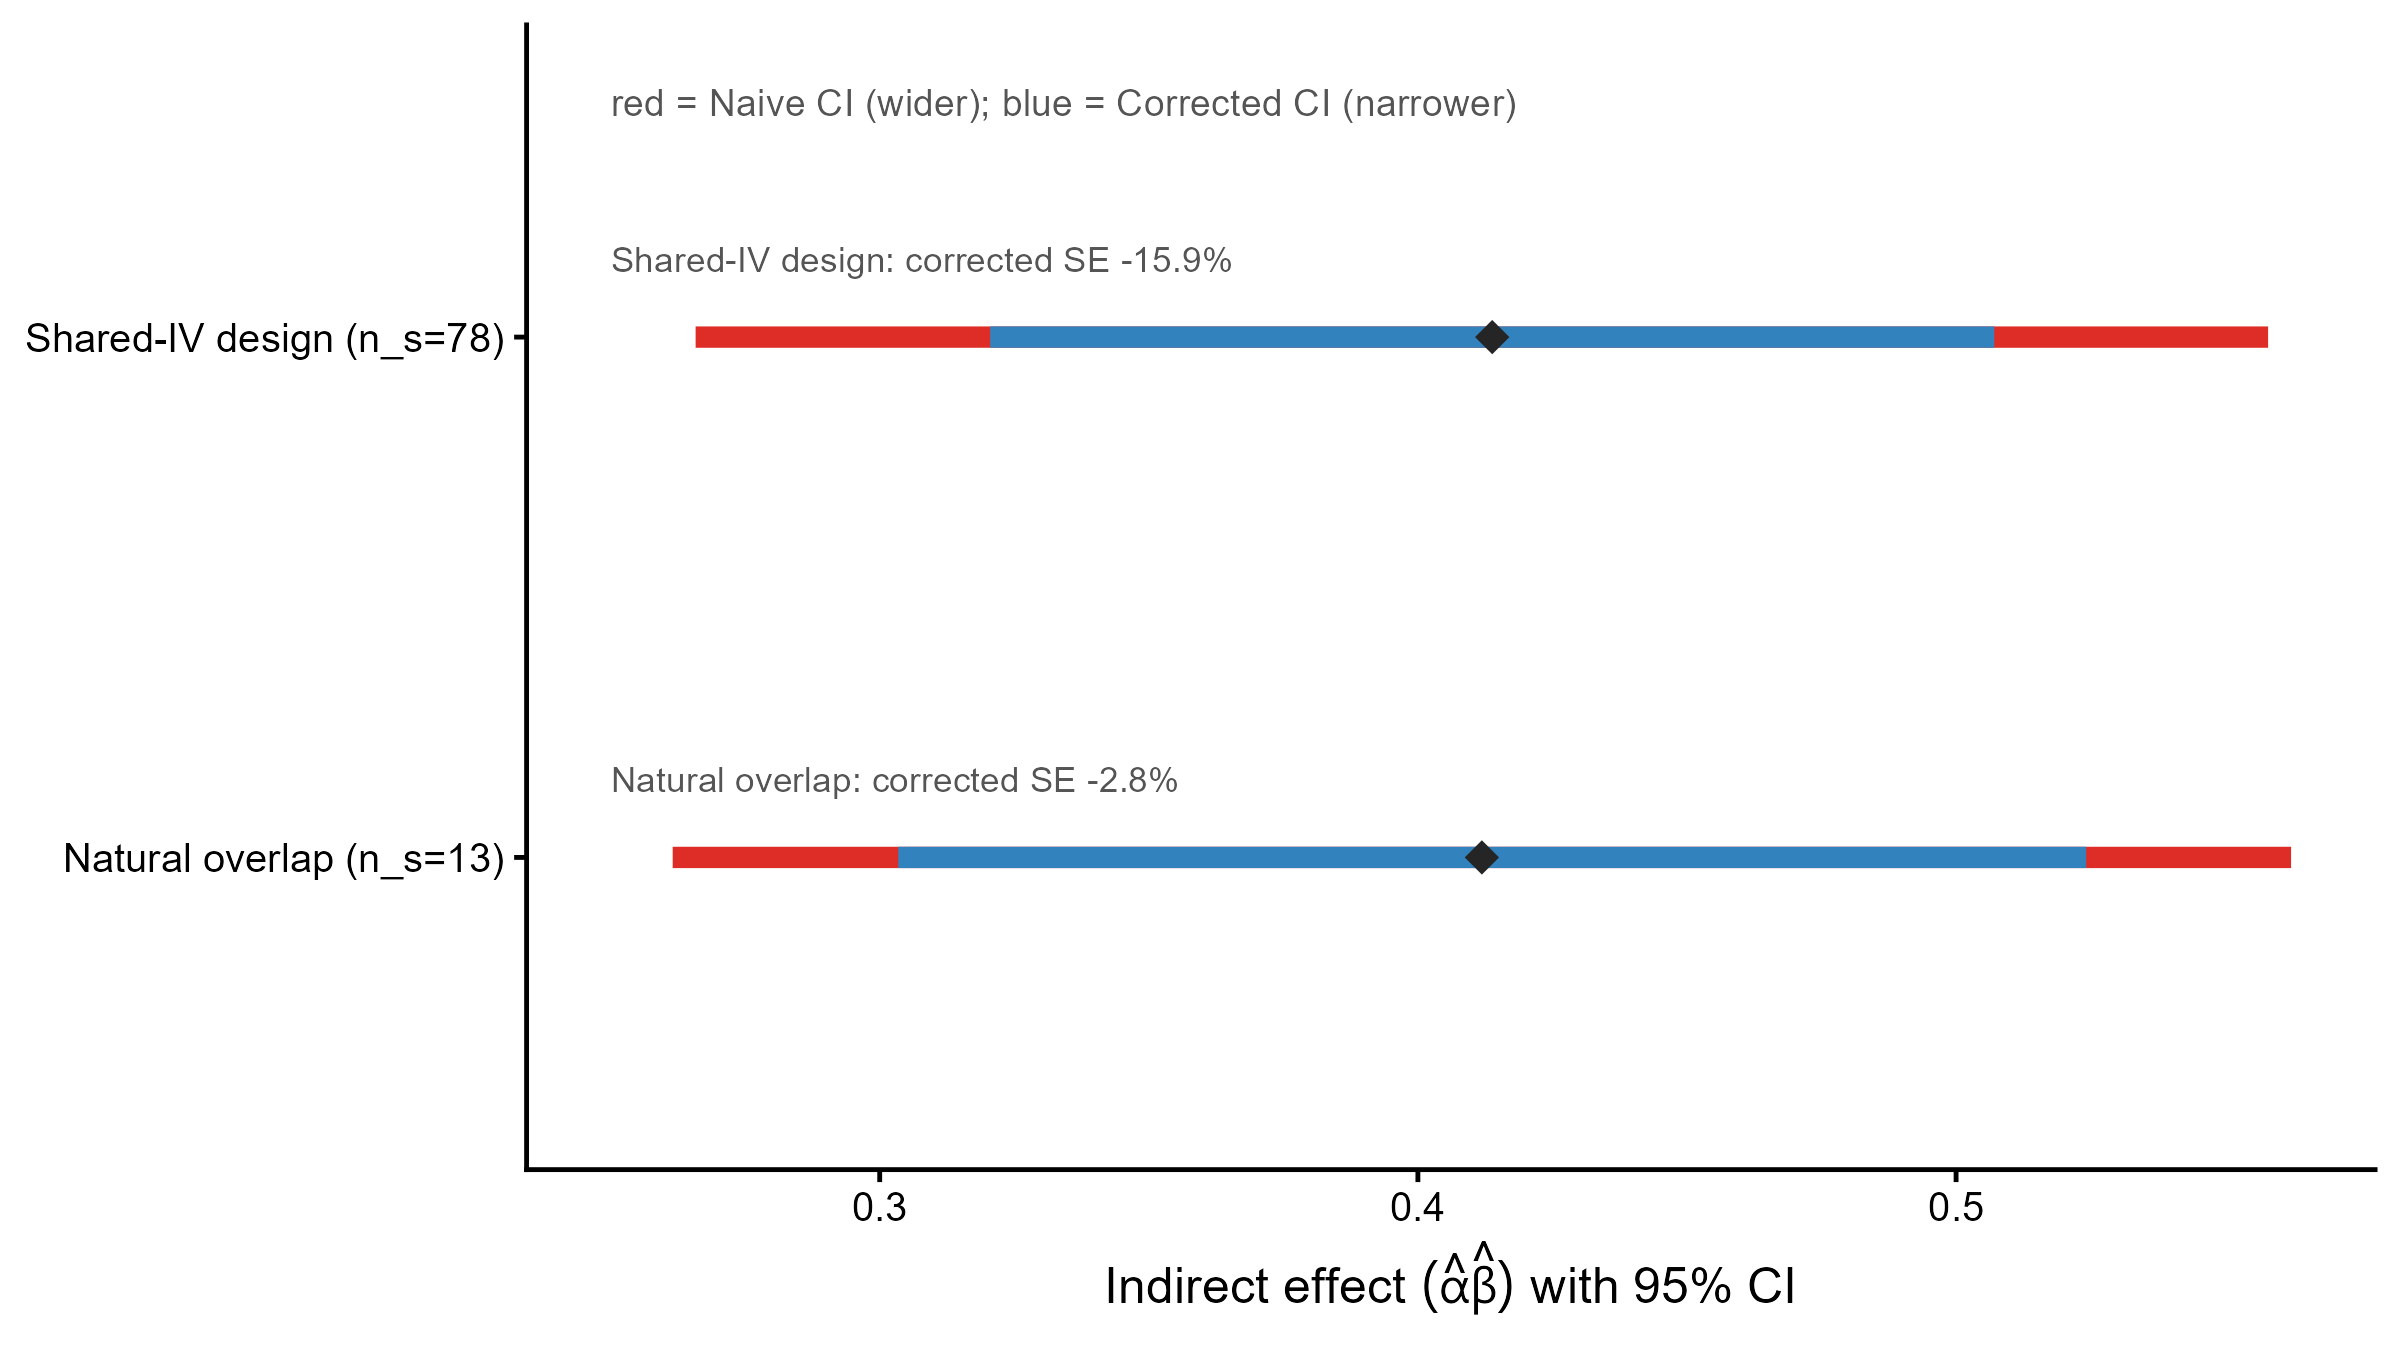 red = Naive CI (wider); blue = Corrected CI (narrower)
Shared-IV design: corrected SE -15.9%
Shared-IV design (n_s=78)
Natural overlap: corrected SE -2.8%
Natural overlap (n_s=13)
0.3 0.4 0.5
Indirect effect (α̂β̂) with 95% CI